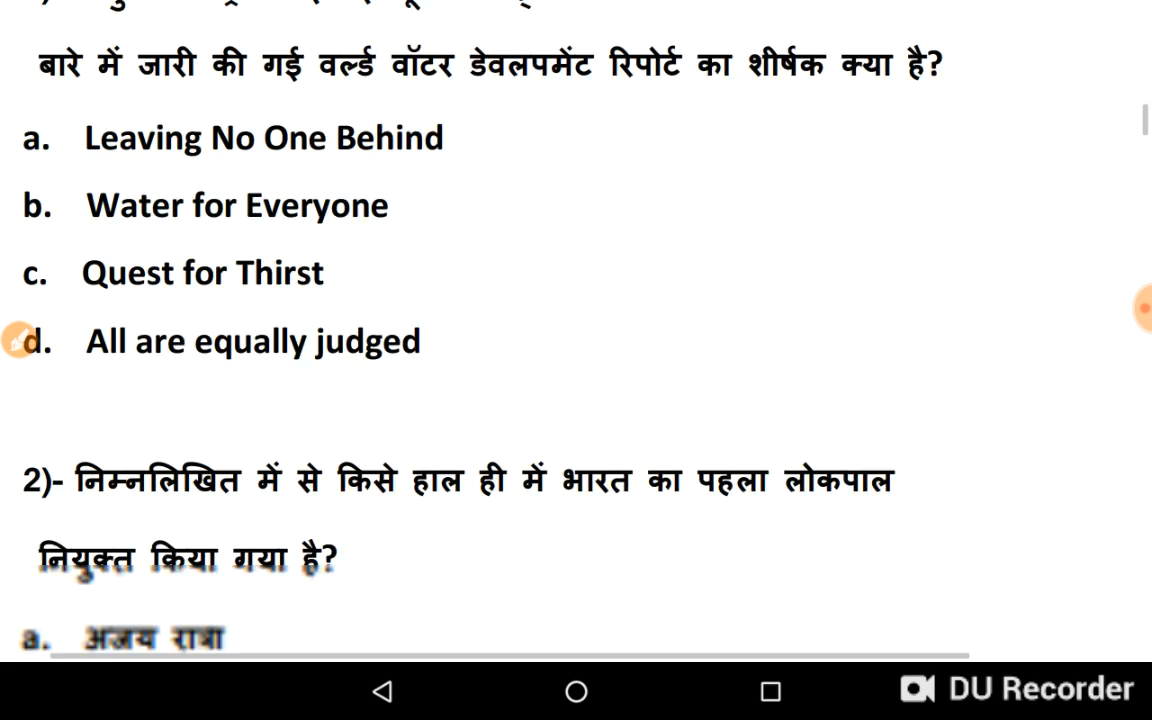 बारे में जारी की गई वर्ल्ड वॉटर डेवलपमेंट रिपोर्ट का शीर्षक क्या है?
a. Leaving No One Behind
b. Water for Everyone
c. Quest for Thirst
d. All are equally judged
2)- निम्नलिखित में से किसे हाल ही में भारत का पहला लोकपाल
नियुक्त किया गया है?
a. अजय रात्रा
DU Recorder